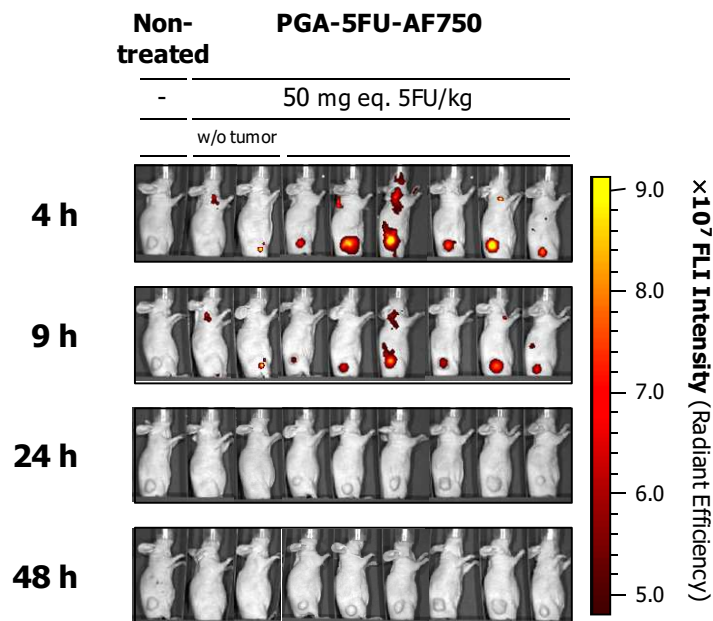 Non-
treated
PGA-5FU-AF750
-
50 mg eq. 5FU/kg
w/o tumor
4 h
9 h
24 h
48 h
9.0
8.0
7.0
6.0
5.0
×10⁷ FLI Intensity (Radiant Efficiency)